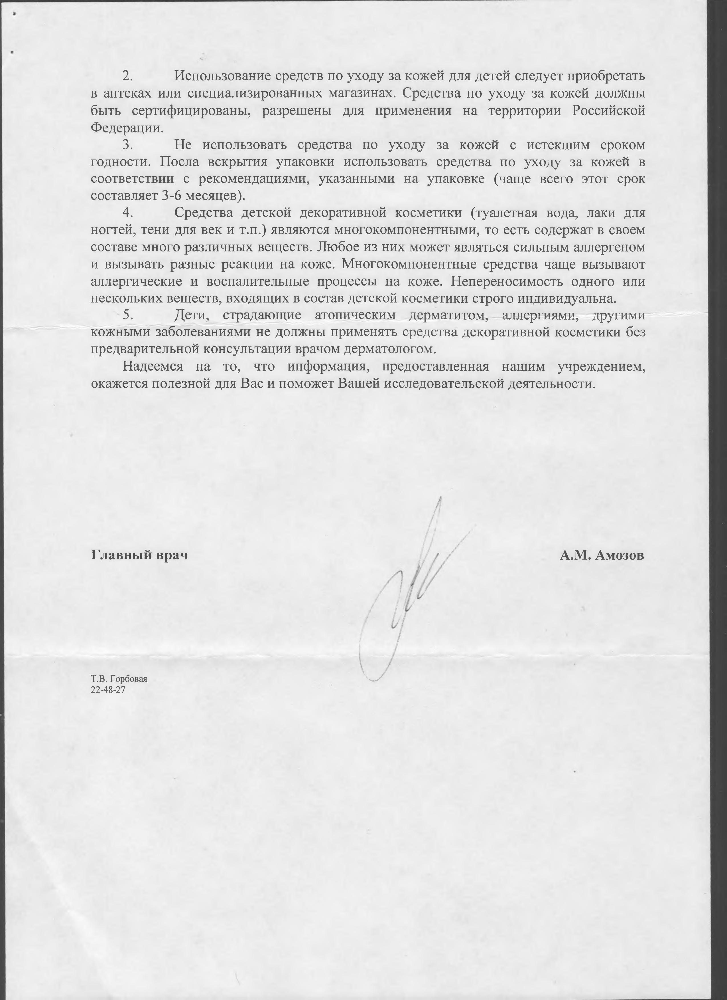 2. Использование средств по уходу за кожей для детей следует приобретать
в аптеках или специализированных магазинах. Средства по уходу за кожей должны
быть сертифицированы, разрешены для применения на территории Российской
Федерации.
3. Не использовать средства по уходу за кожей с истекшим сроком
годности. Посла вскрытия упаковки использовать средства по уходу за кожей в
соответствии с рекомендациями, указанными на упаковке (чаще всего этот срок
составляет 3-6 месяцев).
4. Средства детской декоративной косметики (туалетная вода, лаки для
ногтей, тени для век и т.п.) являются многокомпонентными, то есть содержат в своем
составе много различных веществ. Любое из них может являться сильным аллергеном
и вызывать разные реакции на коже. Многокомпонентные средства чаще вызывают
аллергические и воспалительные процессы на коже. Непереносимость одного или
нескольких веществ, входящих в состав детской косметики строго индивидуальна.
5. Дети, страдающие атопическим дерматитом, аллергиями, другими
кожными заболеваниями не должны применять средства декоративной косметики без
предварительной консультации врачом дерматологом.
Надеемся на то, что информация, предоставленная нашим учреждением,
окажется полезной для Вас и поможет Вашей исследовательской деятельности.
Главный врач А.М. Амозов
Т.В. Горбовая
22-48-27